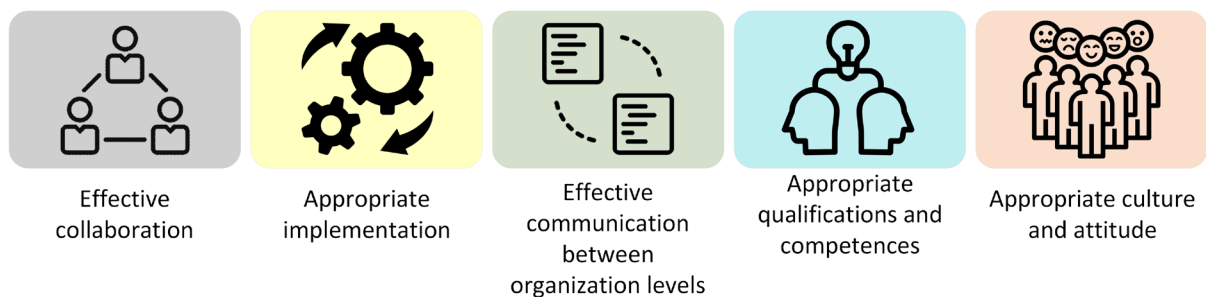 Effective
collaboration
Appropriate
implementation
Effective
communication
between
organization levels
Appropriate
qualifications and
competences
Appropriate culture
and attitude